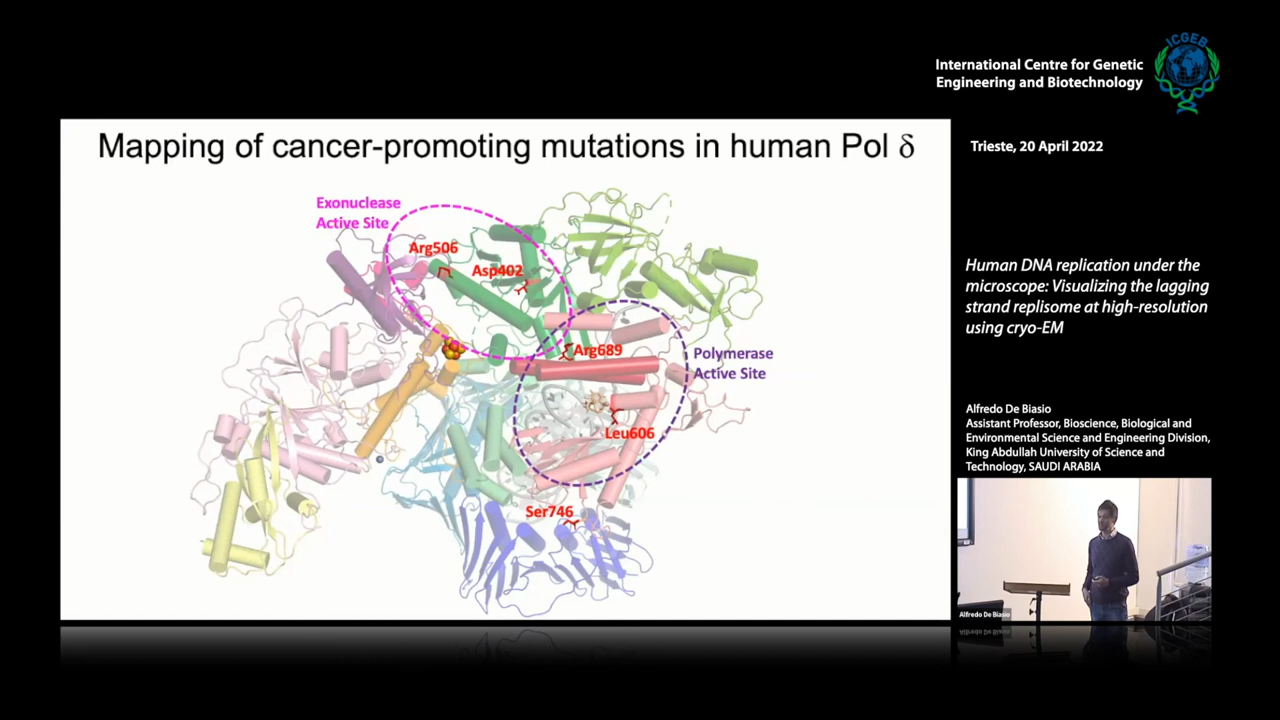 ICGEB
International Centre for Genetic
Engineering and Biotechnology
Mapping of cancer-promoting mutations in human Pol δ
Exonuclease
Active Site
Arg506
Asp402
Arg689
Polymerase
Active Site
Leu606
Ser746
Trieste, 20 April 2022
Human DNA replication under the
microscope: Visualizing the lagging
strand replisome at high-resolution
using cryo-EM
Alfredo De Biasio
Assistant Professor, Bioscience, Biological and
Environmental Science and Engineering Division,
King Abdullah University of Science and
Technology, SAUDI ARABIA
Alfredo De Biasio